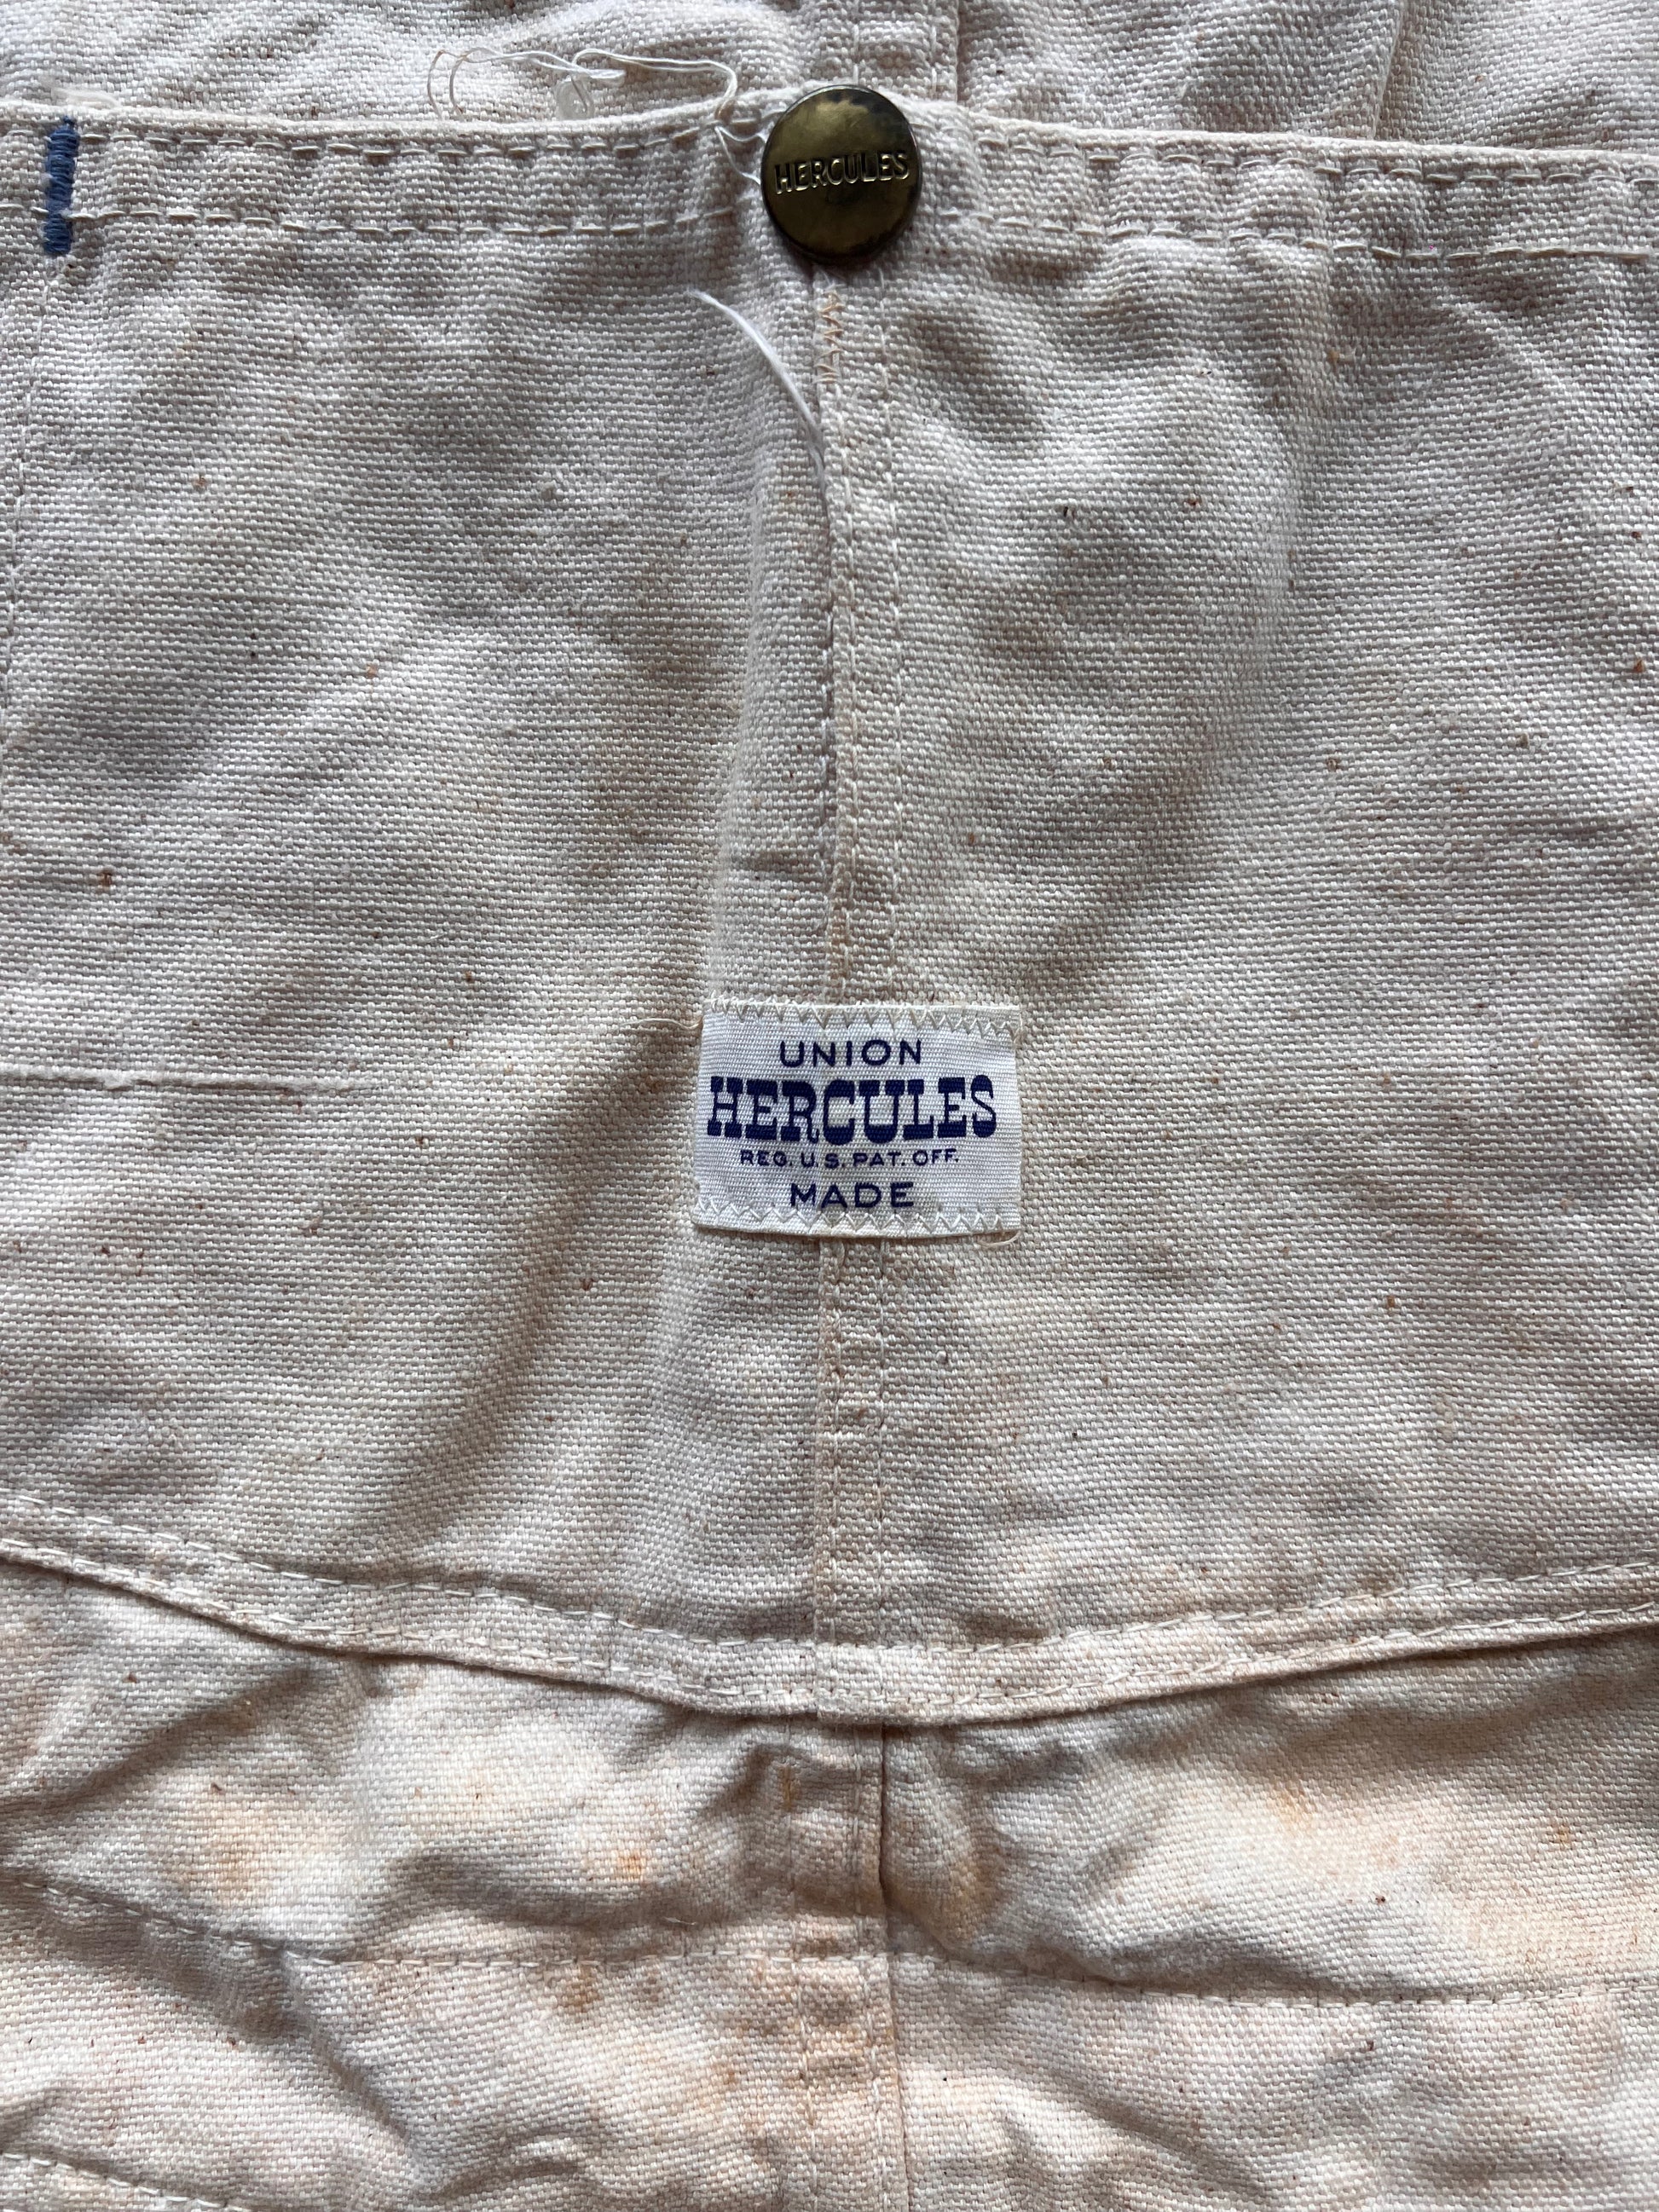 HERCULES
UNION
HERCULES
REG. U.S. PAT. OFF.
MADE